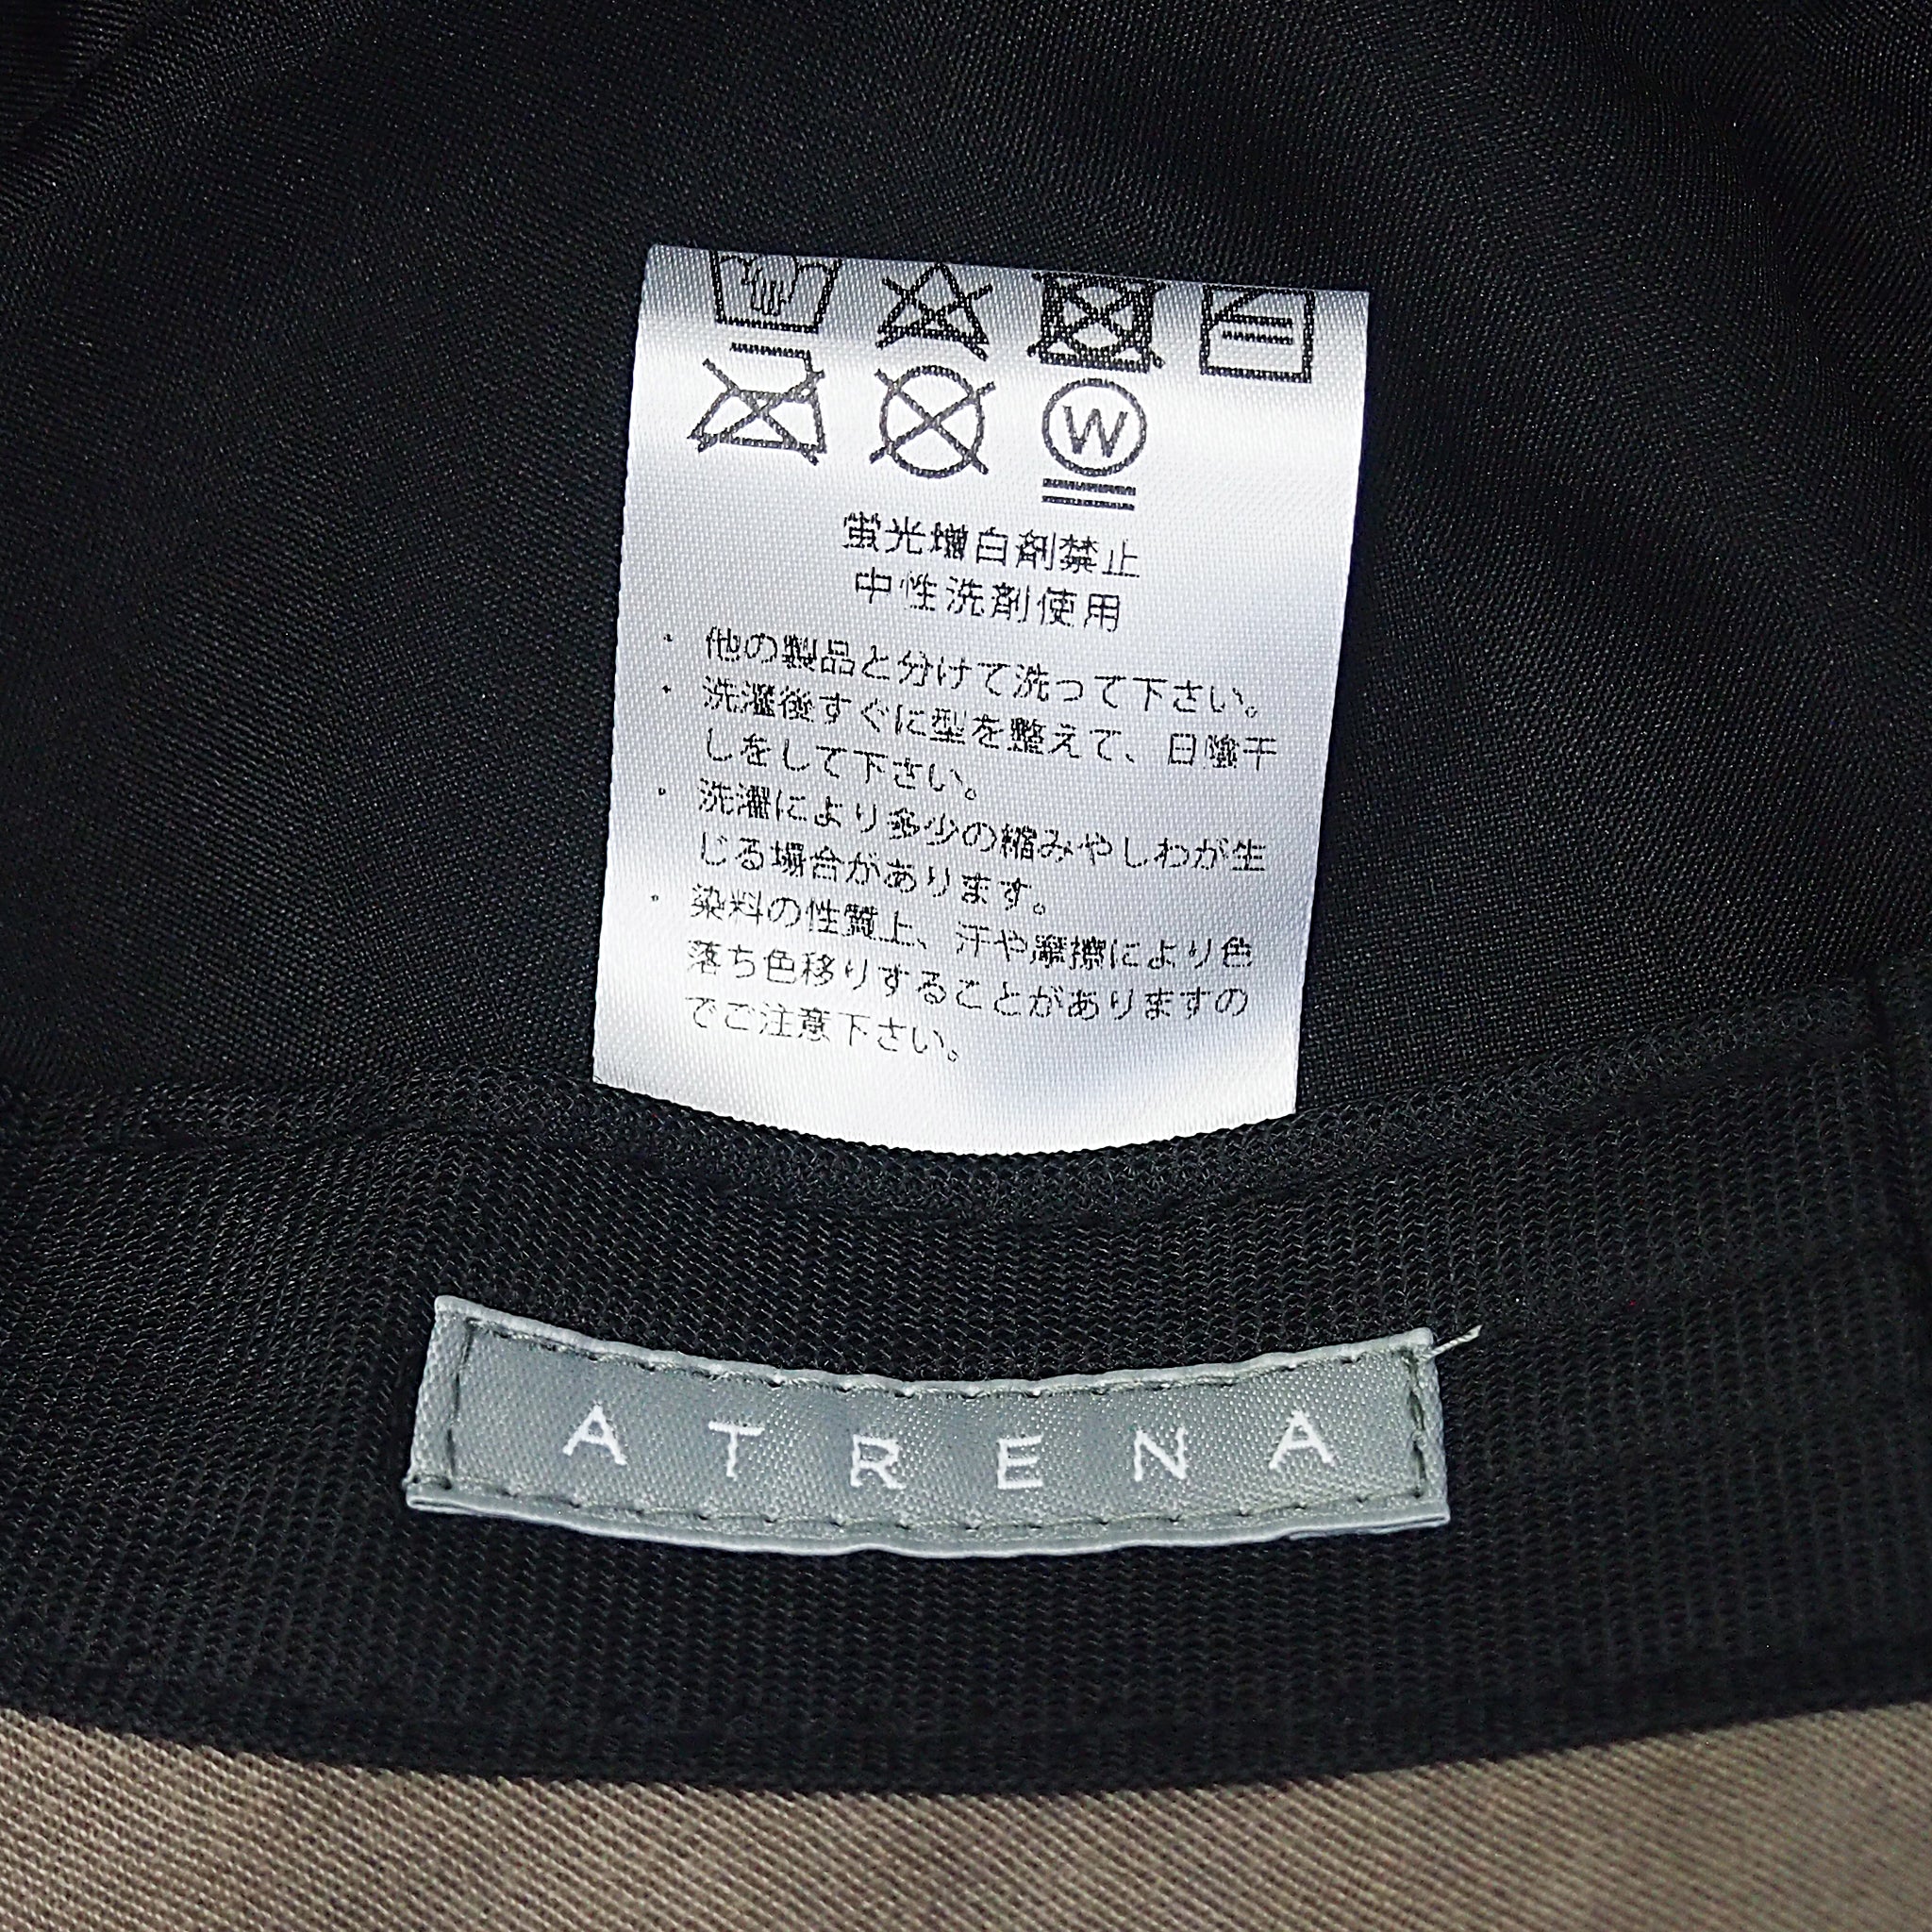 W
蛍光増白剤禁止
中性洗剤使用
・ 他の製品と分けて洗って下さい。
・ 洗濯後すぐに型を整えて、日陰干
しをして下さい。
・ 洗濯により多少の縮みやしわが生
じる場合があります。
・ 染料の性質上、汗や摩擦により色
落ち色移りすることがありますの
でご注意下さい。
ATRENA